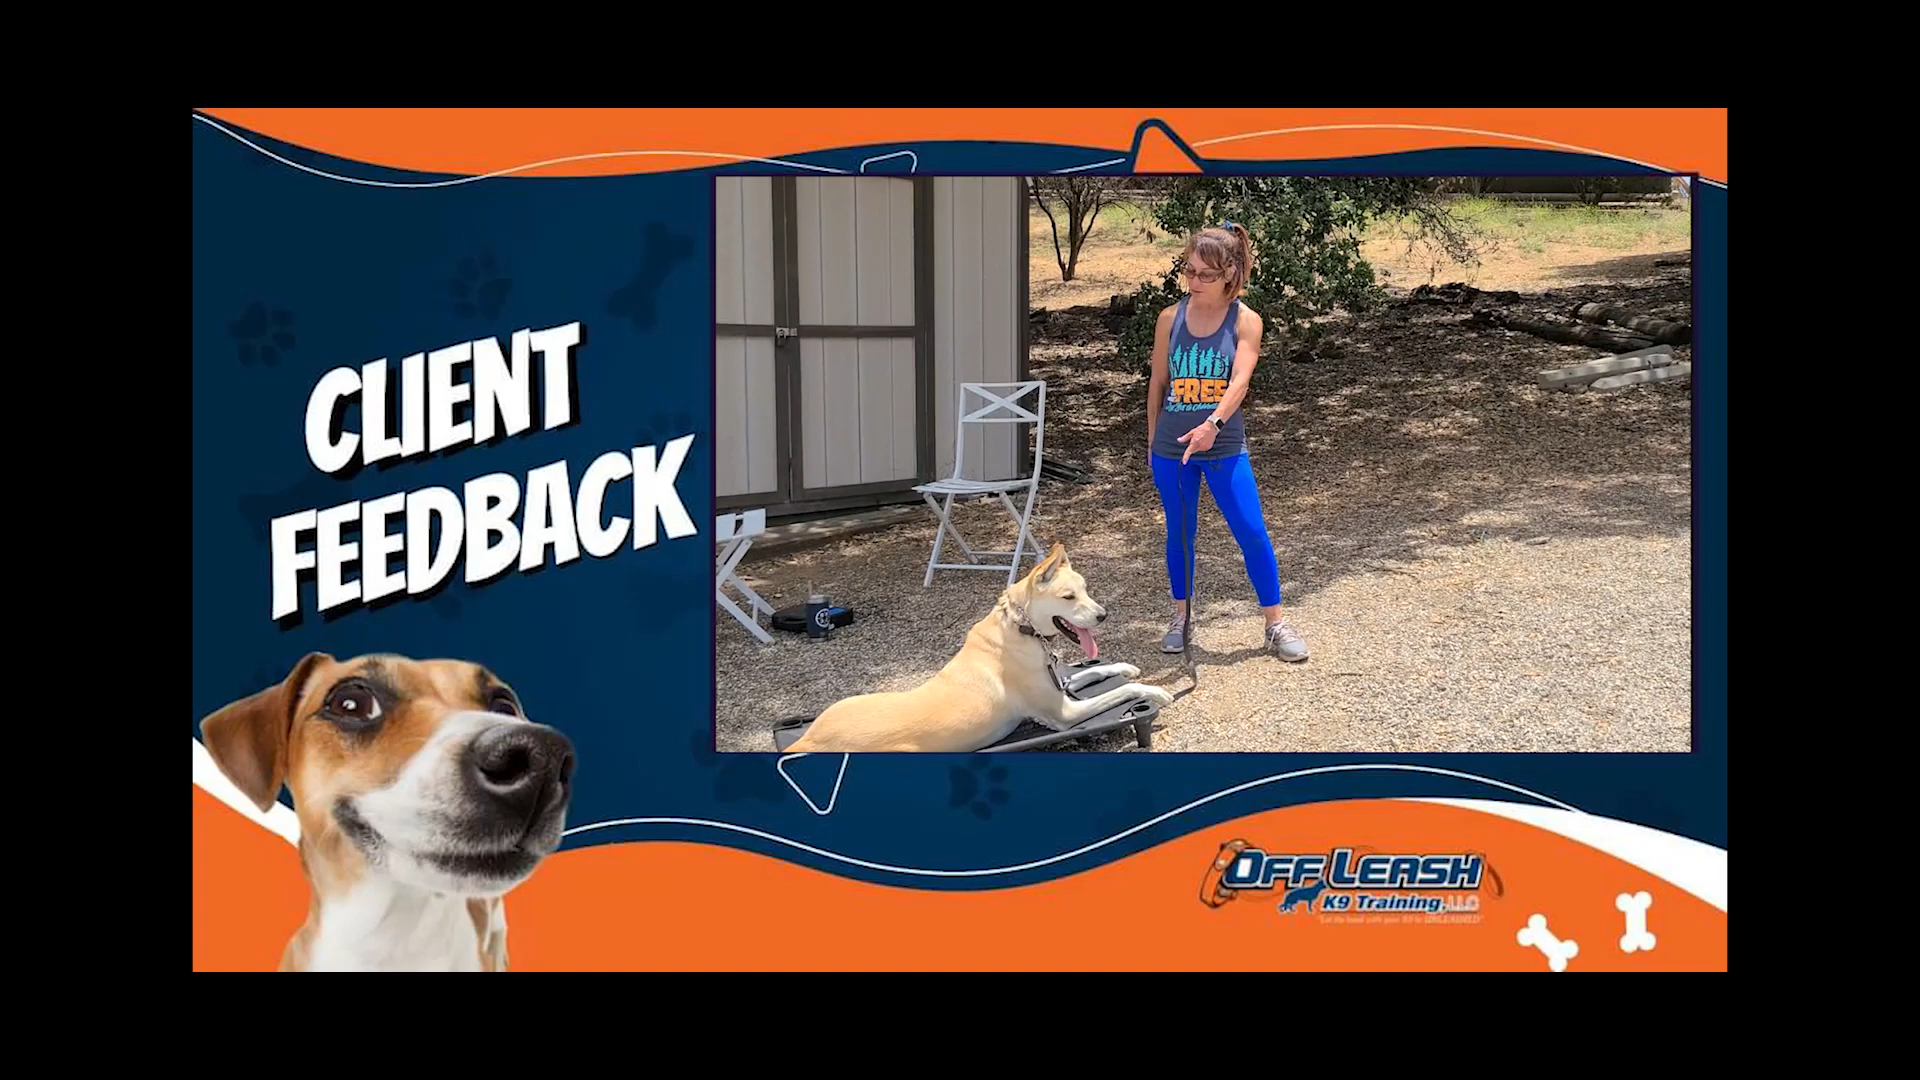 CLIENT
FEEDBACK
FREE
OFF LEASH
K9 Training, LLC